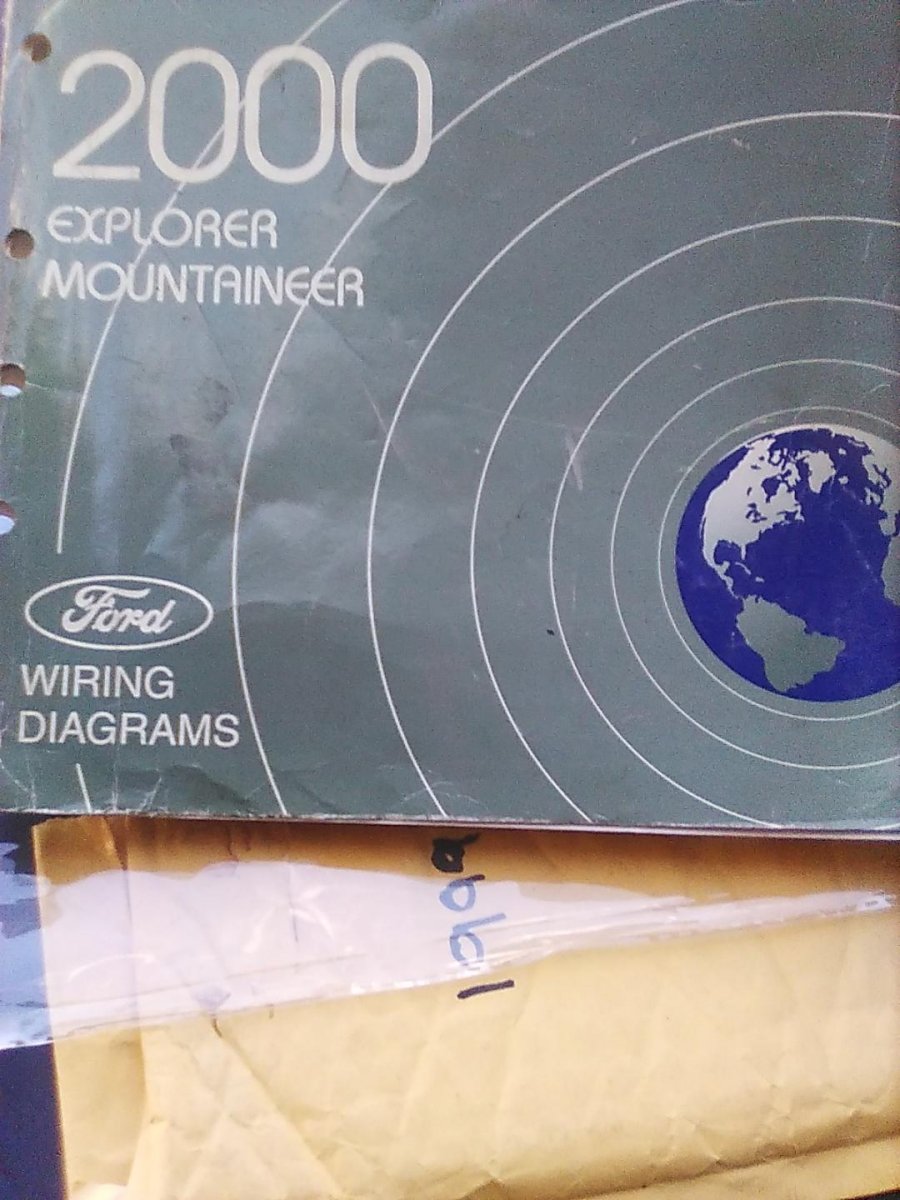 2000
EXPLORER
MOUNTAINEER
Ford
WIRING
DIAGRAMS